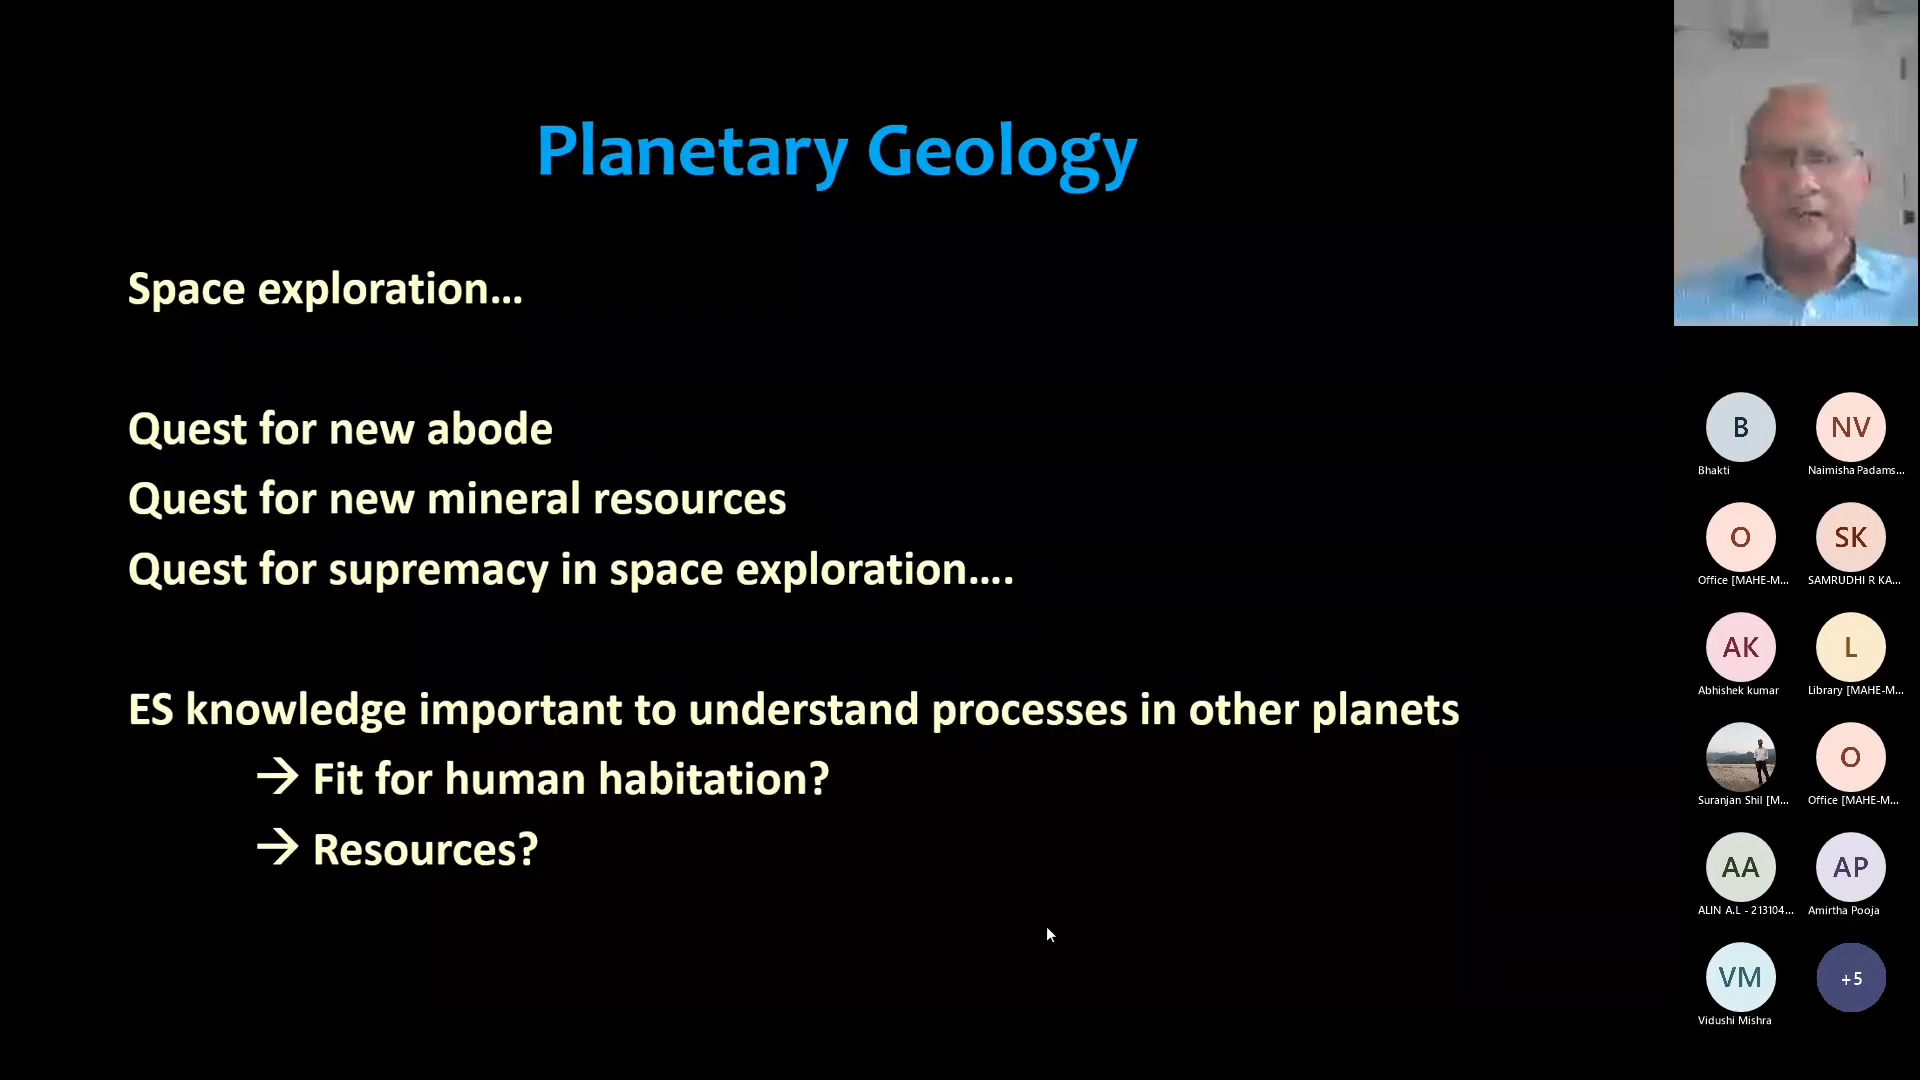 Planetary Geology
Space exploration...
Quest for new abode
Quest for new mineral resources
Quest for supremacy in space exploration....
ES knowledge important to understand processes in other planets
→ Fit for human habitation?
→ Resources?
B
NV
Bhakti
Naimisha Padams...
O
SK
Office [MAHE-M...
SAMRUDHI R KA...
AK
L
Abhishek kumar
Library [MAHE-M...
O
Suranjan Shil [M...
Office [MAHE-M...
AA
AP
ALIN A.L - 213104...
Amirtha Pooja
VM
+5
Vidushi Mishra